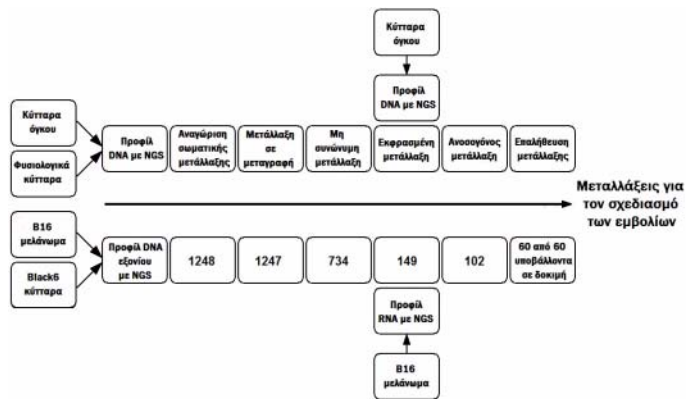 Κύτταρα
όγκου
Προφίλ
DNA με NGS
Κύτταρα
όγκου
Φυσιολογικά
κύτταρα
Προφίλ
DNA με NGS
Αναγώριση
σωματικής
μετάλλαξης
Μετάλλαξη
σε
μεταγραφή
Μη
συνώνυμη
μετάλλαξη
Εκφρασμένη
μετάλλαξη
Ανοσογόνος
μετάλλαξη
Επαλήθευση
μετάλλαξης
Μεταλλάξεις για
τον σχεδιασμό
των εμβολίων
B16
μελάνωμα
Black6
κύτταρα
Προφίλ DNA
εξονίου
με NGS
1248
1247
734
149
102
60 από 60
υποβάλλοντα
σε δοκιμή
Προφίλ
RNA με NGS
B16
μελάνωμα